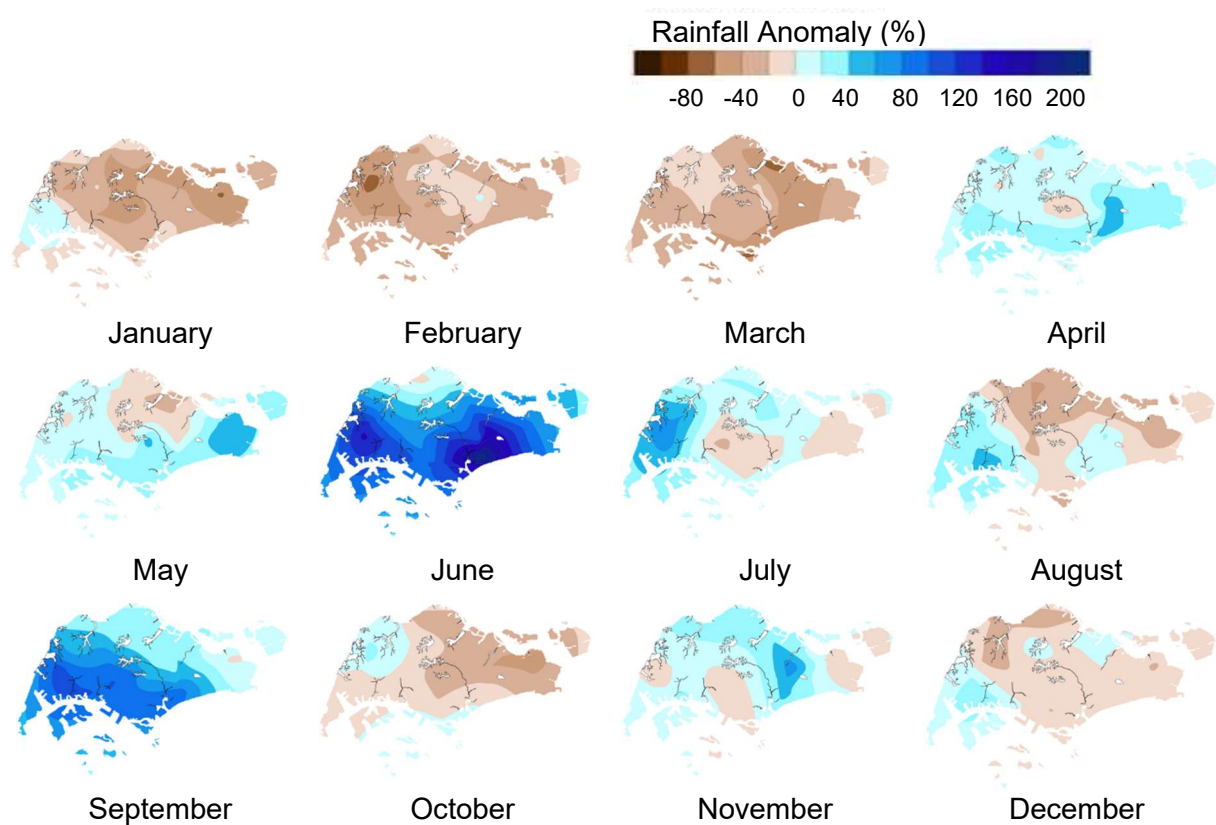 Rainfall Anomaly (%)
-80 -40 0 40 80 120 160 200
January February March April
May June July August
September October November December